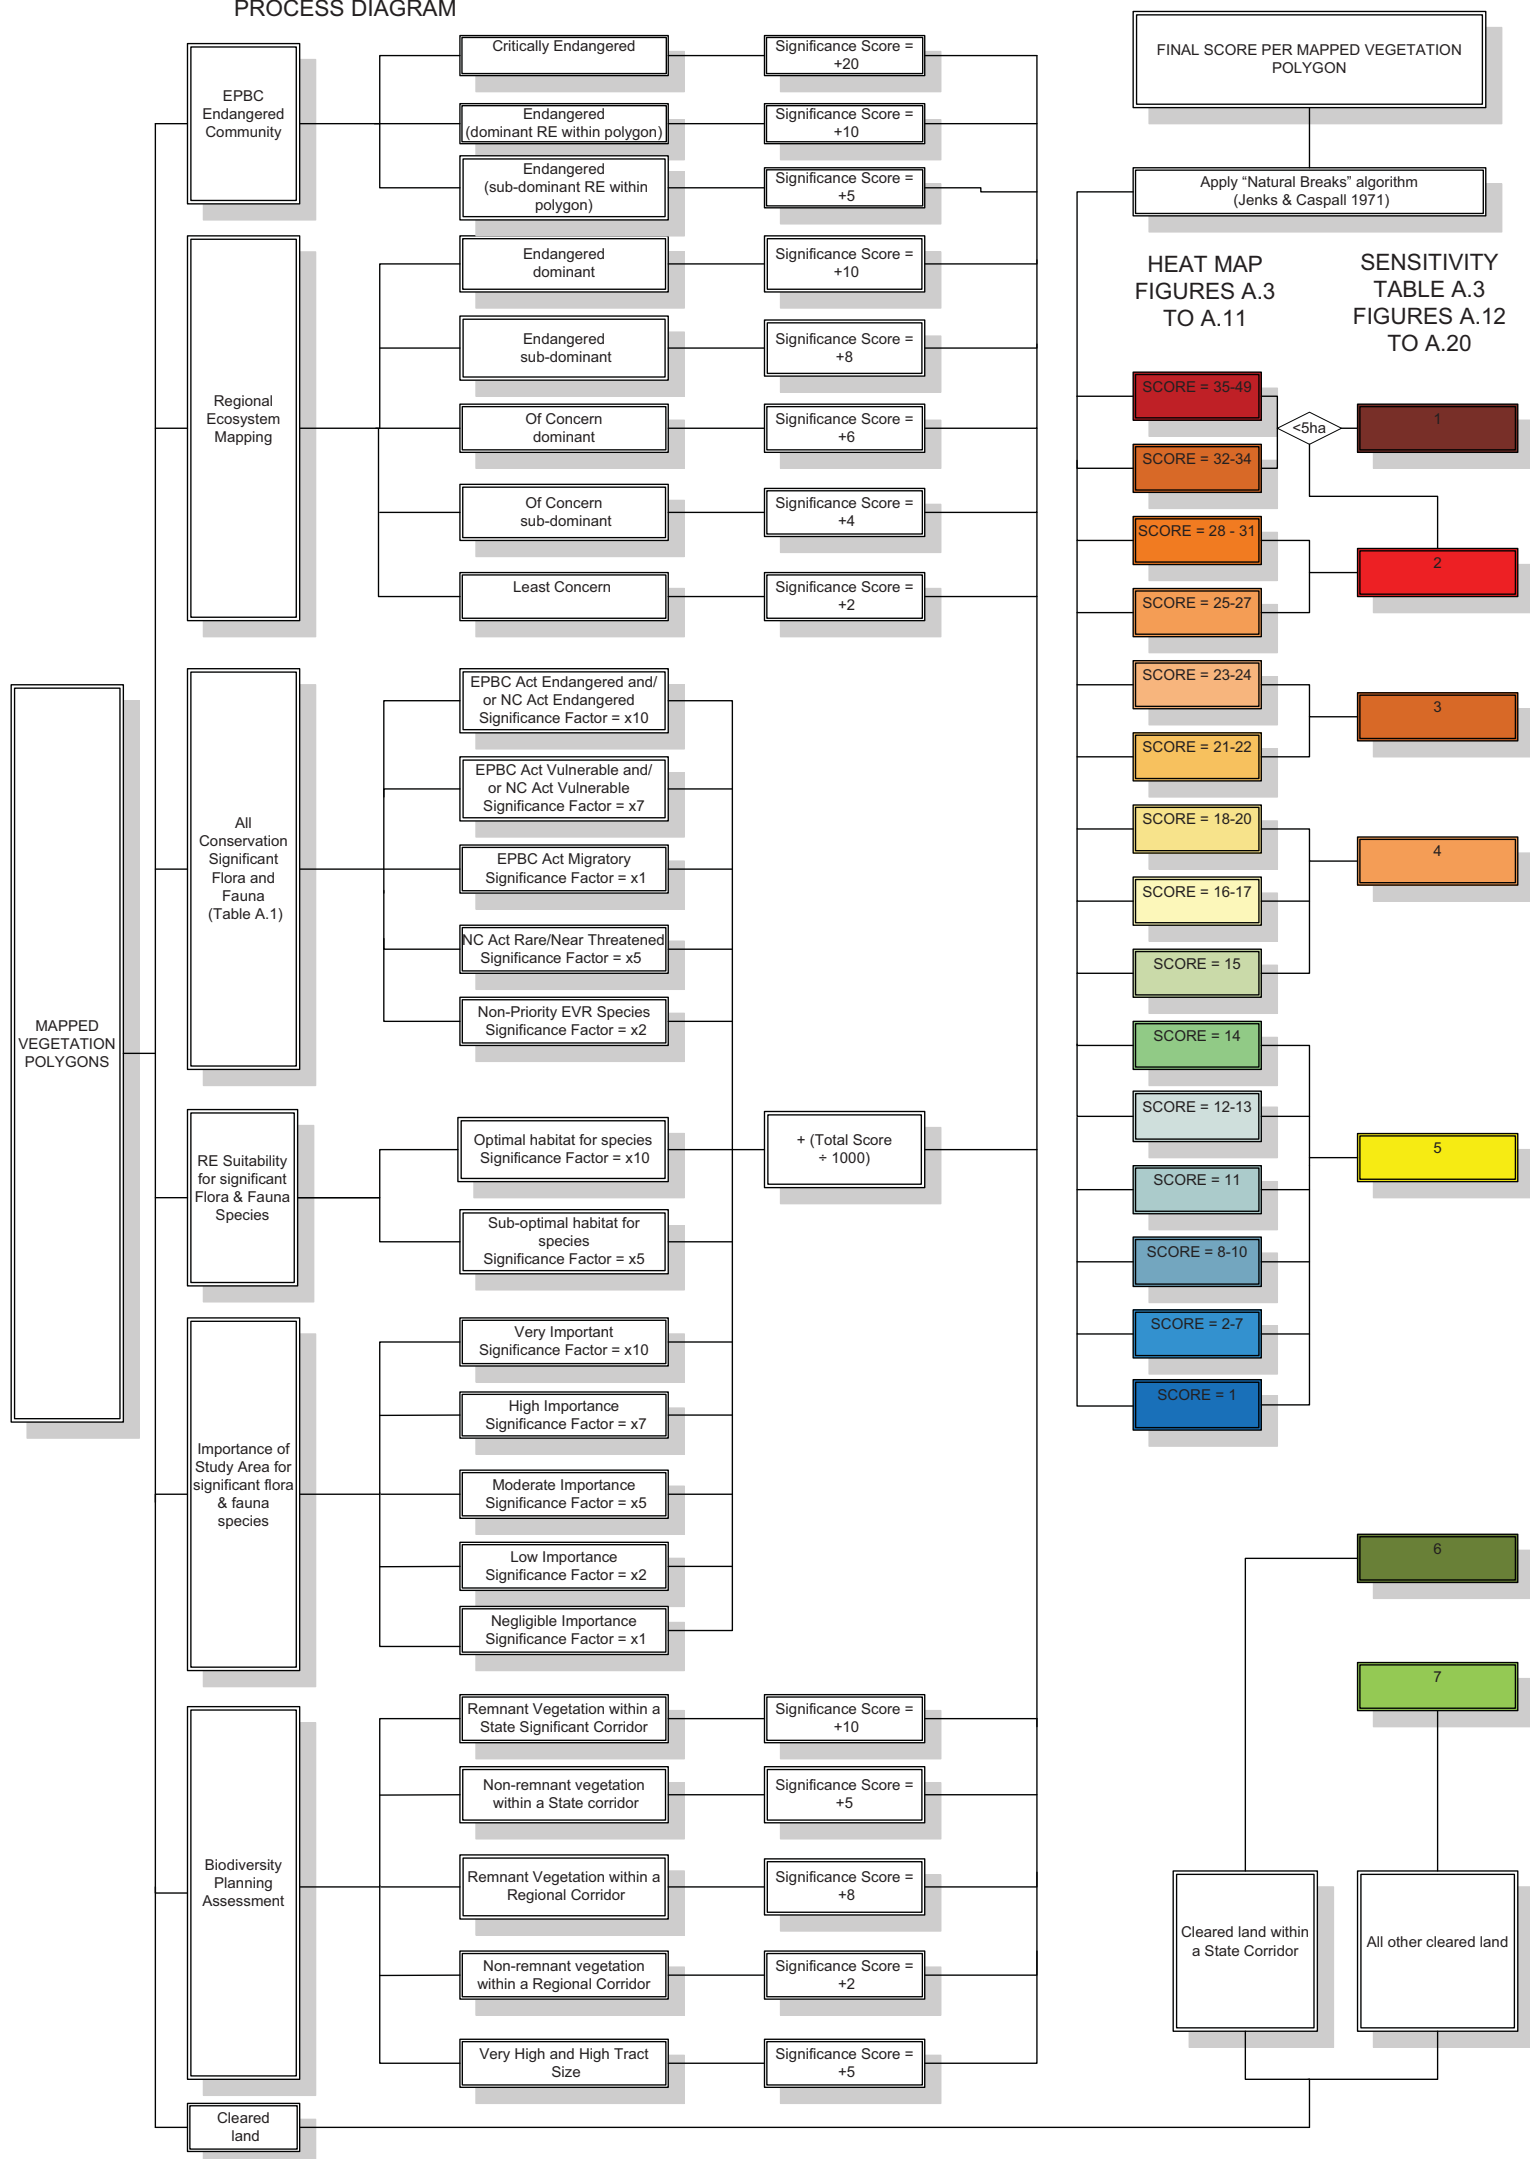 PROCESS DIAGRAM
EPBC
Endangered
Community
Critically Endangered
Significance Score =
+20
Endangered
(dominant RE within polygon)
Significance Score =
+10
Endangered
(sub-dominant RE within
polygon)
Significance Score =
+5
Regional
Ecosystem
Mapping
Endangered
dominant
Significance Score =
+10
Endangered
sub-dominant
Significance Score =
+8
Of Concern
dominant
Significance Score =
+6
Of Concern
sub-dominant
Significance Score =
+4
Least Concern
Significance Score =
+2
MAPPED
VEGETATION
POLYGONS
All
Conservation
Significant
Flora and
Fauna
(Table A.1)
EPBC Act Endangered and/
or NC Act Endangered
Significance Factor = x10
EPBC Act Vulnerable and/
or NC Act Vulnerable
Significance Factor = x7
EPBC Act Migratory
Significance Factor = x1
NC Act Rare/Near Threatened
Significance Factor = x5
Non-Priority EVR Species
Significance Factor = x2
RE Suitability
for significant
Flora & Fauna
Species
Optimal habitat for species
Significance Factor = x10
Sub-optimal habitat for
species
Significance Factor = x5
+ (Total Score
÷ 1000)
Importance of
Study Area for
significant flora
& fauna
species
Very Important
Significance Factor = x10
High Importance
Significance Factor = x7
Moderate Importance
Significance Factor = x5
Low Importance
Significance Factor = x2
Negligible Importance
Significance Factor = x1
Biodiversity
Planning
Assessment
Remnant Vegetation within a
State Significant Corridor
Significance Score =
+10
Non-remnant vegetation
within a State corridor
Significance Score =
+5
Remnant Vegetation within a
Regional Corridor
Significance Score =
+8
Non-remnant vegetation
within a Regional Corridor
Significance Score =
+2
Very High and High Tract
Size
Significance Score =
+5
Cleared
land
FINAL SCORE PER MAPPED VEGETATION
POLYGON
Apply “Natural Breaks” algorithm
(Jenks & Caspall 1971)
HEAT MAP
FIGURES A.3
TO A.11
SENSITIVITY
TABLE A.3
FIGURES A.12
TO A.20
SCORE = 35-49
SCORE = 32-34
<5ha
1
SCORE = 28 - 31
SCORE = 25-27
2
SCORE = 23-24
SCORE = 21-22
3
SCORE = 18-20
SCORE = 16-17
SCORE = 15
4
SCORE = 14
SCORE = 12-13
SCORE = 11
SCORE = 8-10
SCORE = 2-7
SCORE = 1
5
6
7
Cleared land within
a State Corridor
All other cleared land